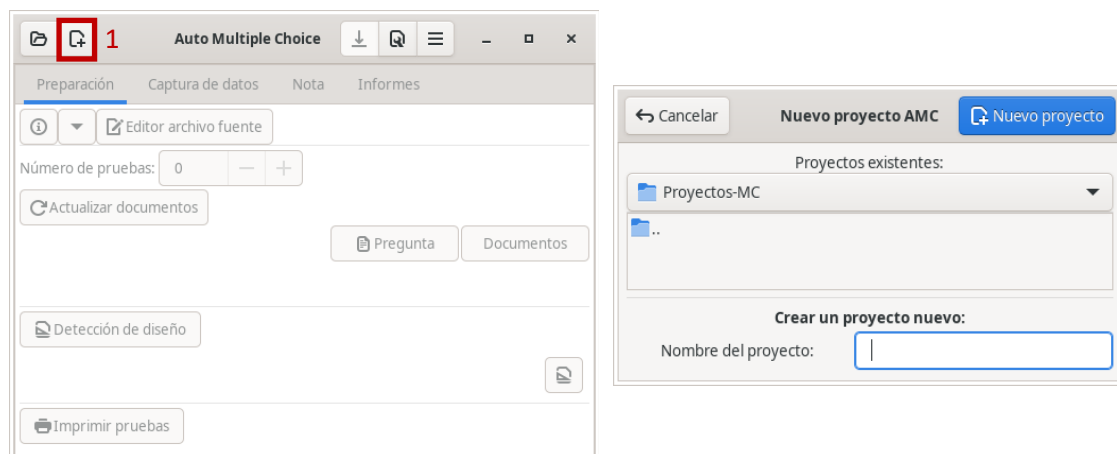 1
Auto Multiple Choice
Preparación Captura de datos Nota Informes
Editor archivo fuente
Número de pruebas: 0
Actualizar documentos
Pregunta Documentos
Detección de diseño
Imprimir pruebas
Cancelar Nuevo proyecto AMC Nuevo proyecto
Proyectos existentes:
Proyectos-MC
..
Crear un proyecto nuevo:
Nombre del proyecto: